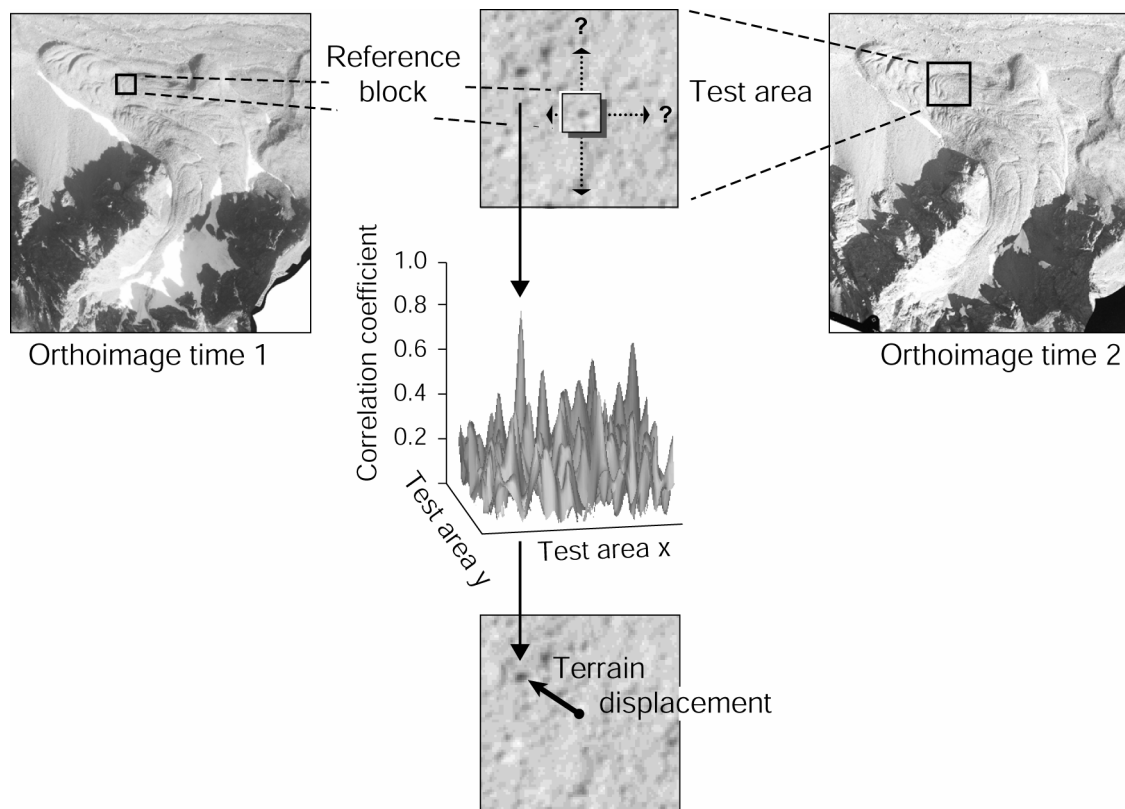 Reference
block
?
?
Test area
Orthoimage time 1
Orthoimage time 2
Correlation coefficient
1.0
0.8
0.6
0.4
0.2
Test area y
Test area x
Terrain
displacement